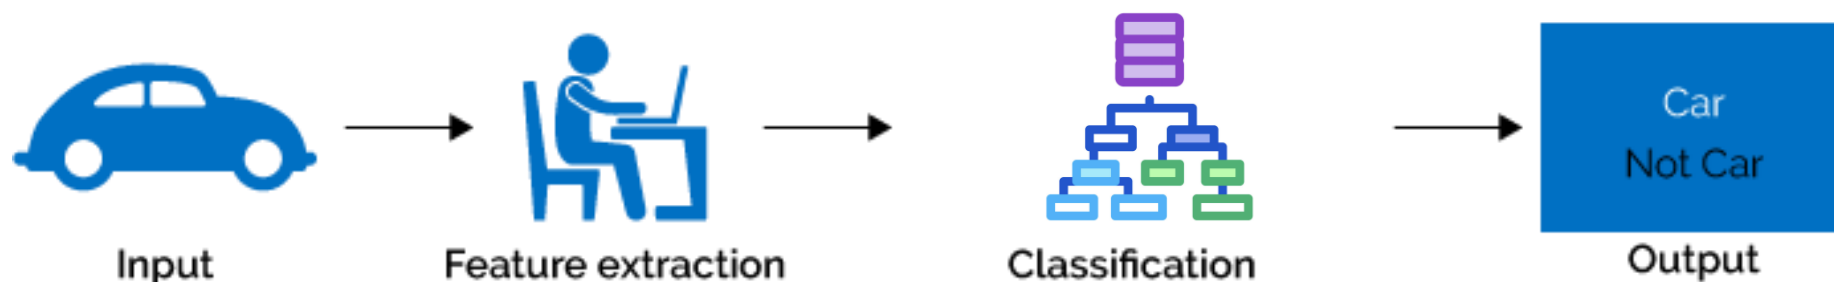 Car
Not Car
Input
Feature extraction
Classification
Output